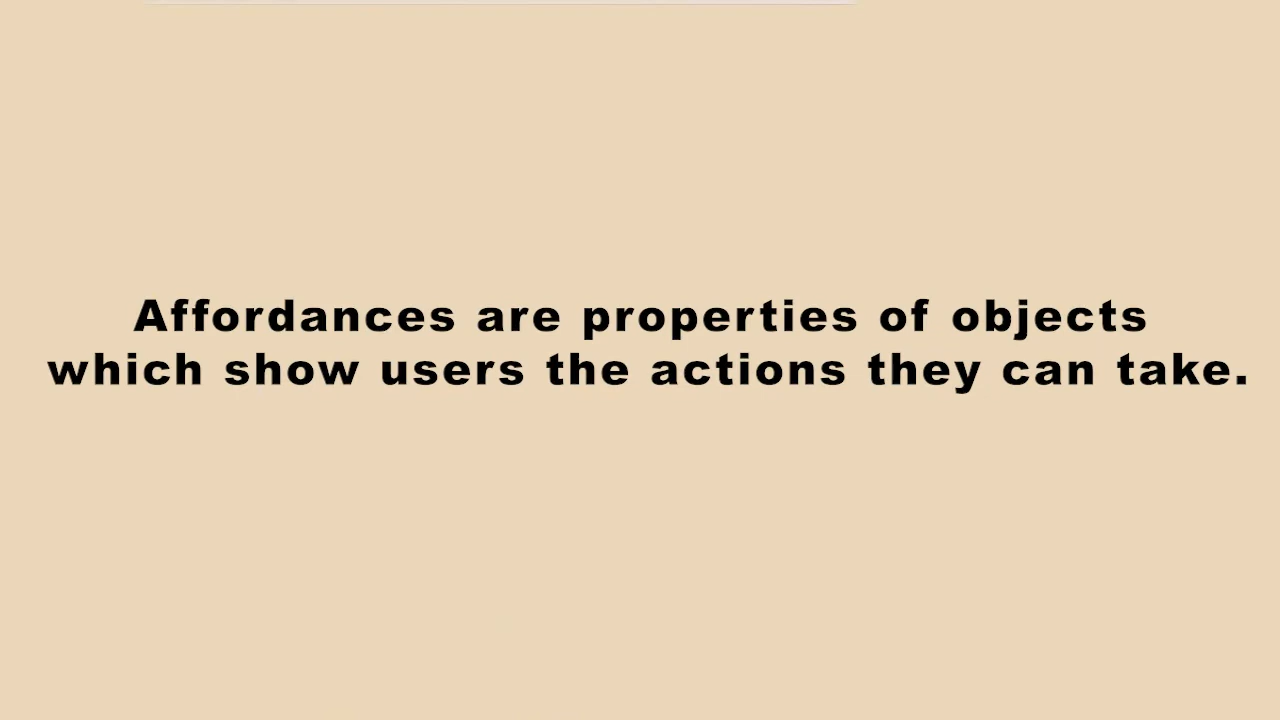 Affordances are properties of objects
which show users the actions they can take.